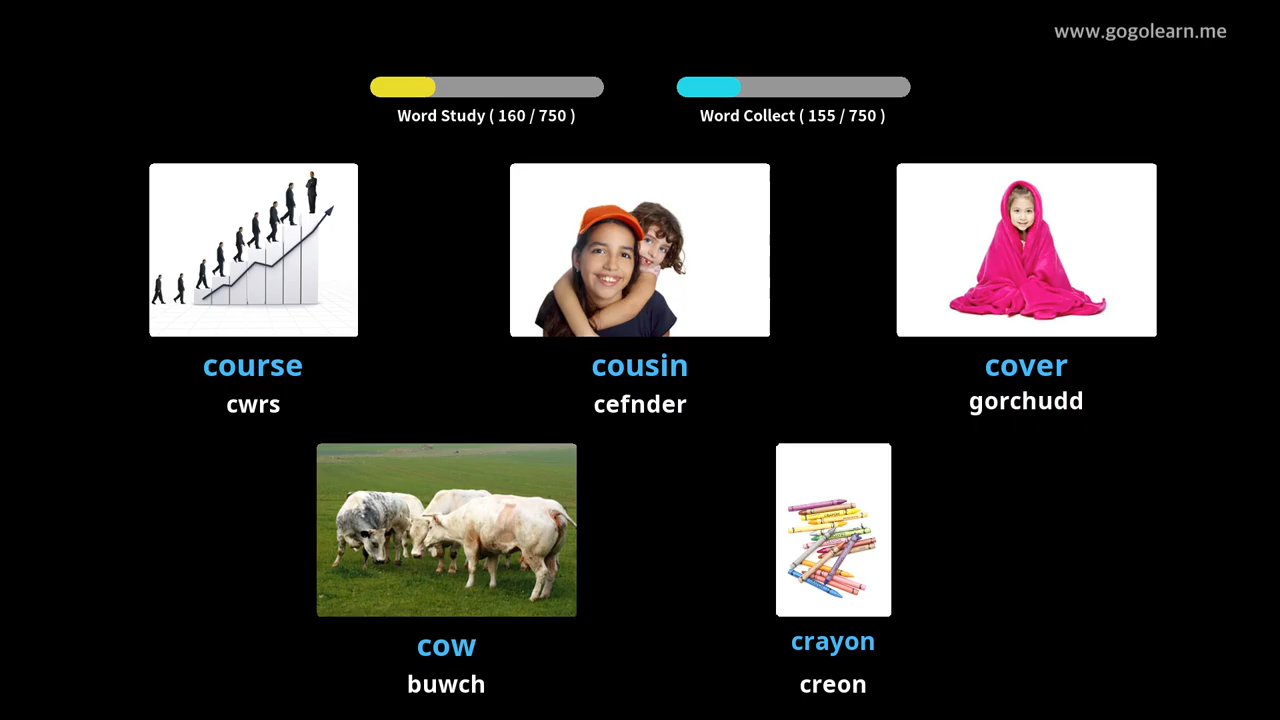 www.gogolearn.me
Word Study ( 160 / 750 )
Word Collect ( 155 / 750 )
course
cwrs
cousin
cefnder
cover
gorchudd
cow
buwch
crayon
creon